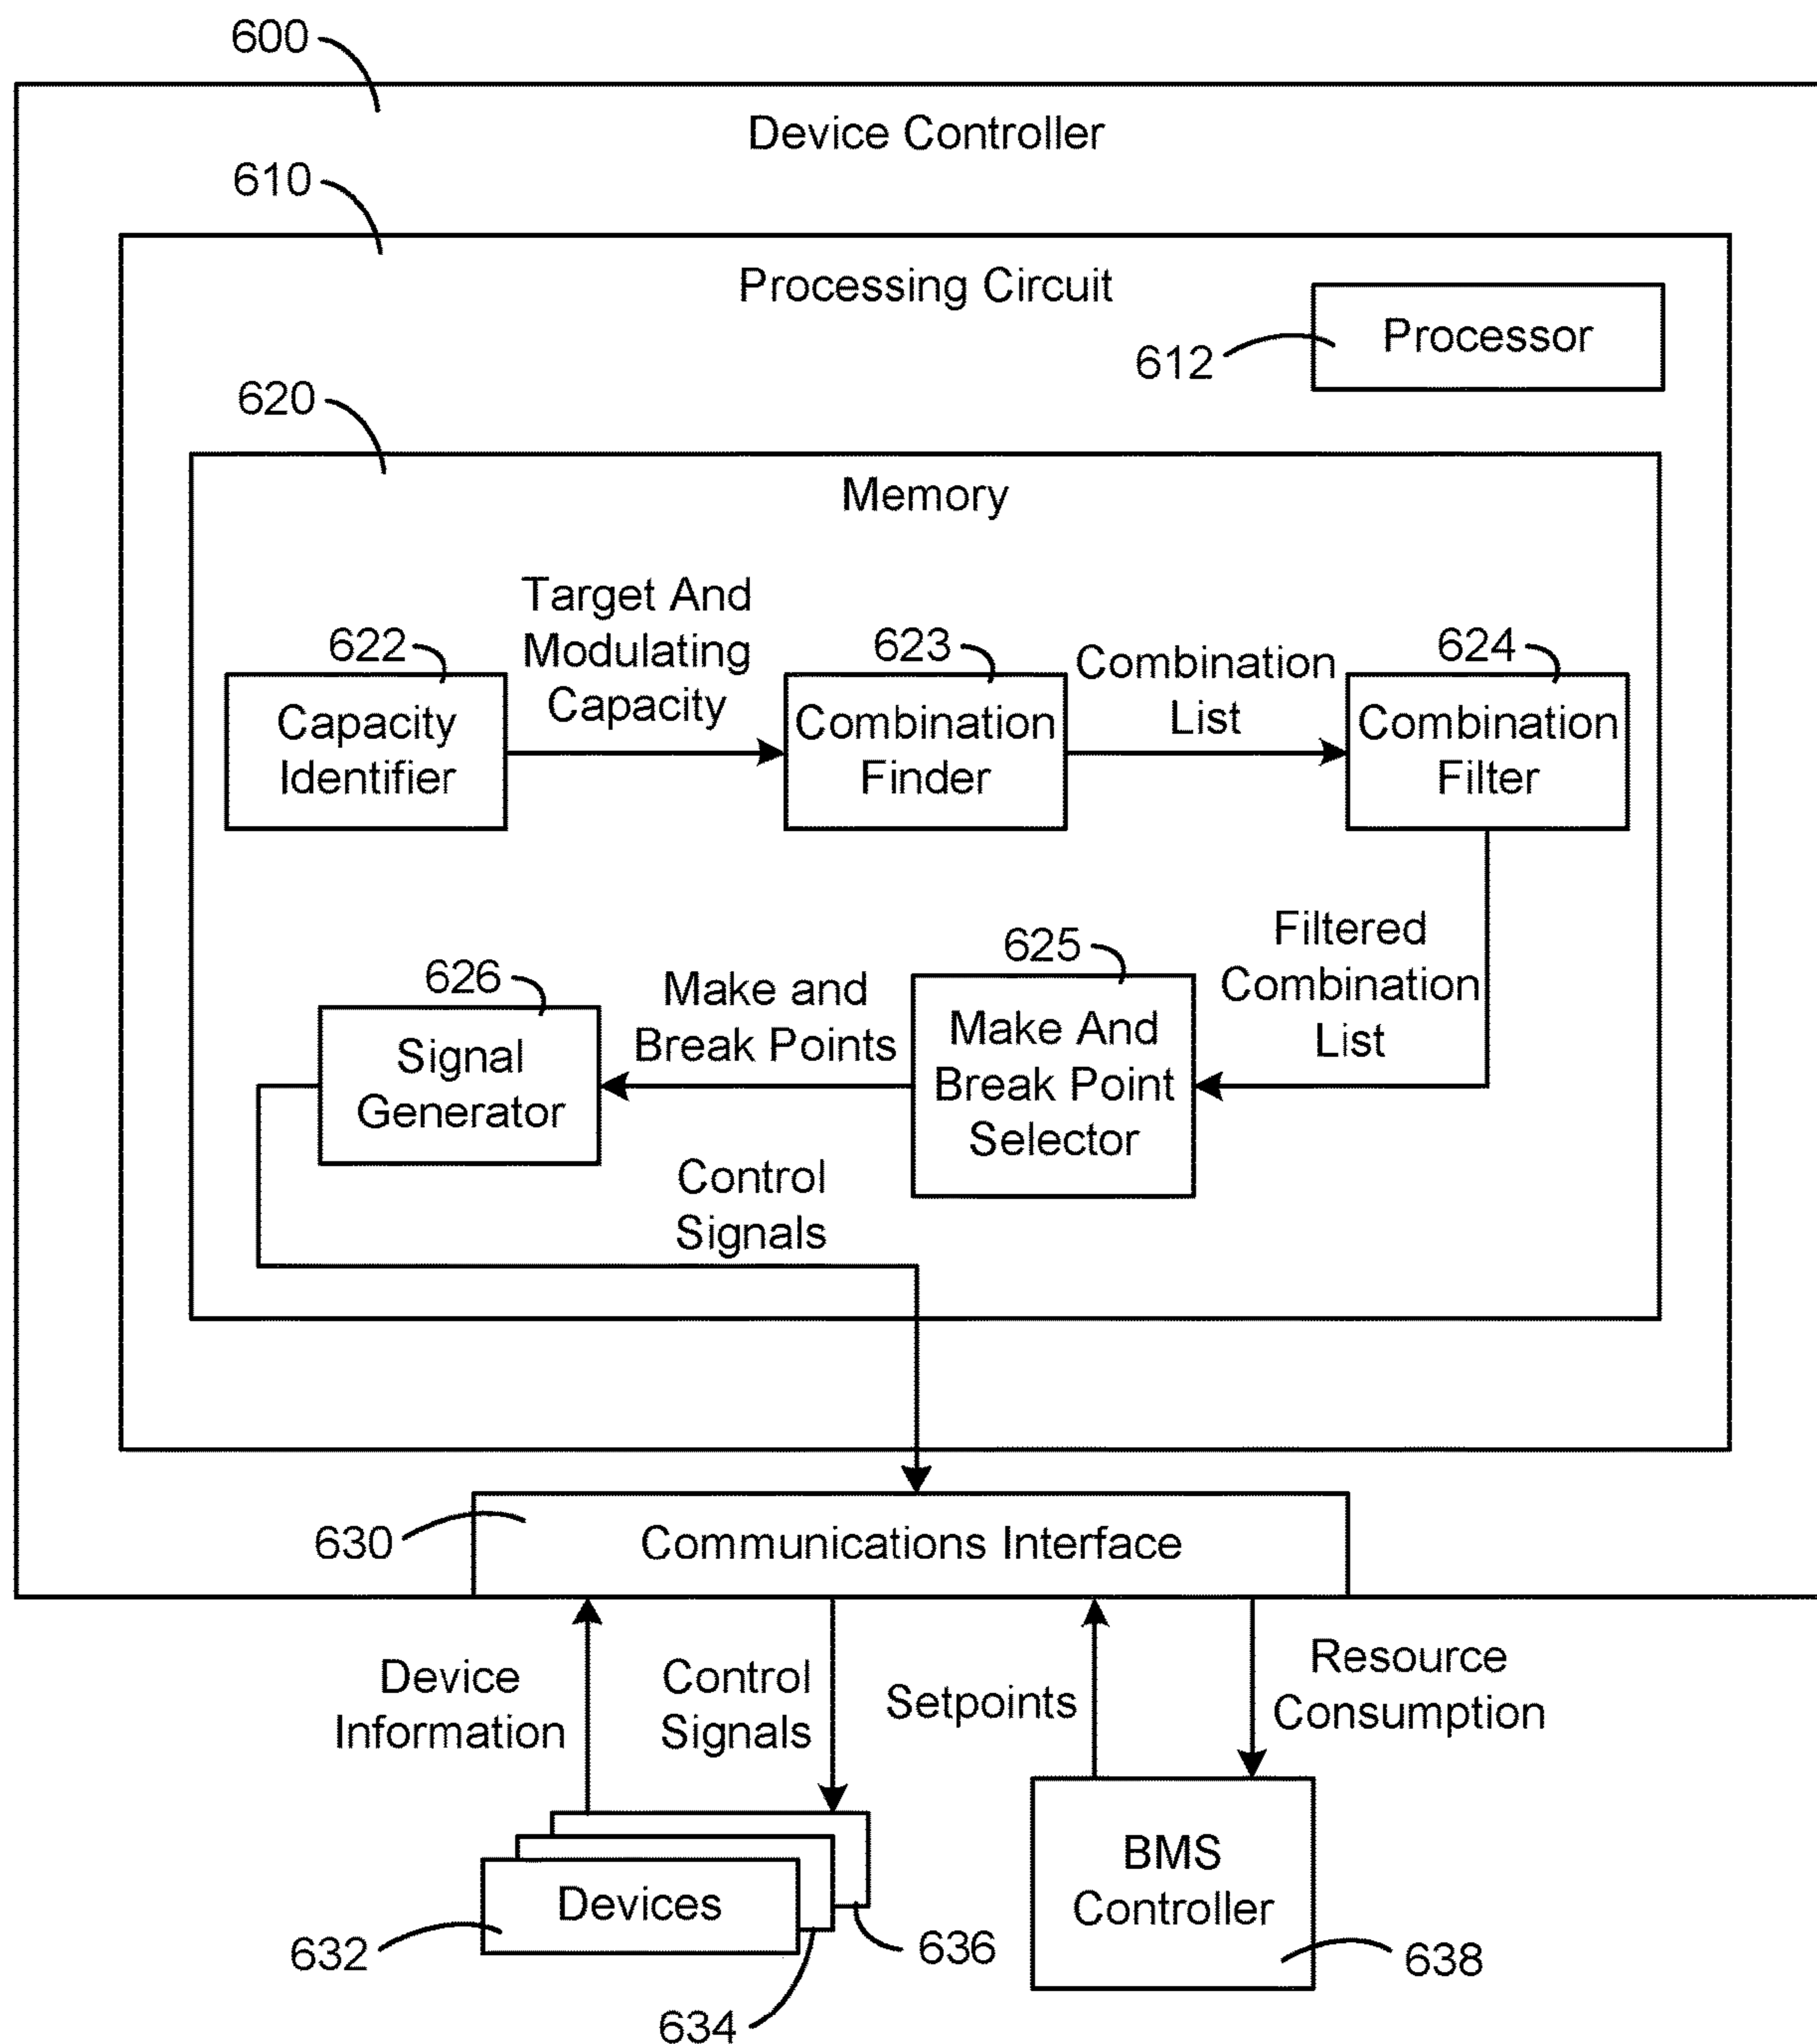 600
Device Controller
610
Processing Circuit
Processor
612
620
Memory
Target And
Modulating
Capacity
622
623
Combination
List
624
Capacity
Identifier
Combination
Finder
Combination
Filter
Filtered
Combination
List
625
Make and
Break Points
626
Make And
Break Point
Selector
Signal
Generator
Control
Signals
630
Communications Interface
Device
Information
Control
Signals
Setpoints
Resource
Consumption
Devices
BMS
Controller
632
634
636
638